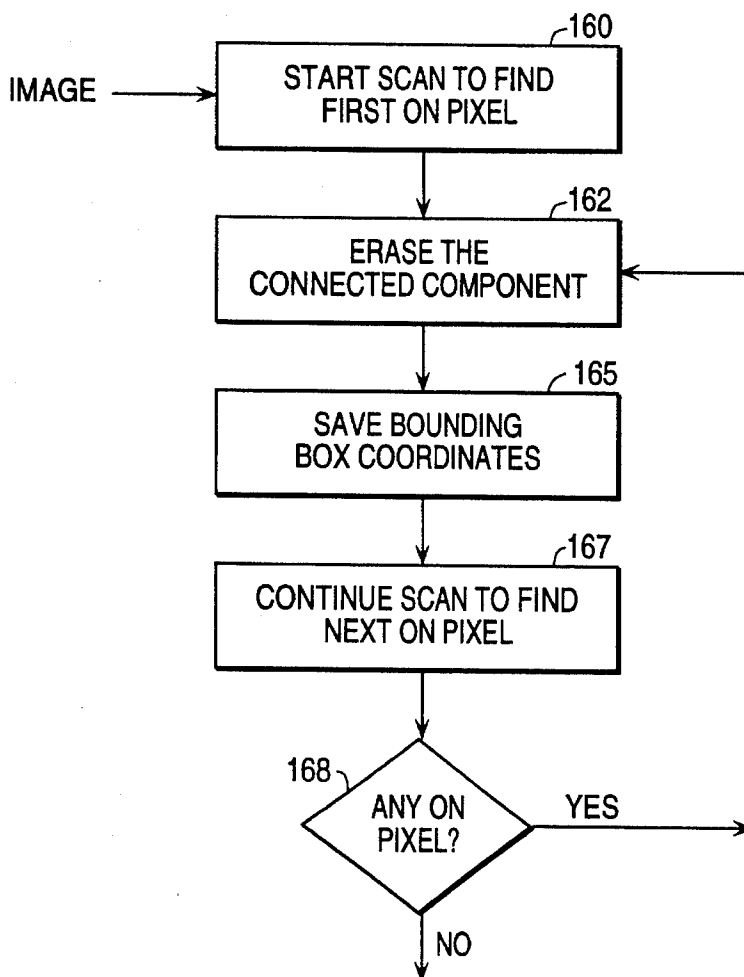 160
IMAGE
START SCAN TO FIND
FIRST ON PIXEL
162
ERASE THE
CONNECTED COMPONENT
165
SAVE BOUNDING
BOX COORDINATES
167
CONTINUE SCAN TO FIND
NEXT ON PIXEL
168
ANY ON
PIXEL?
YES
NO